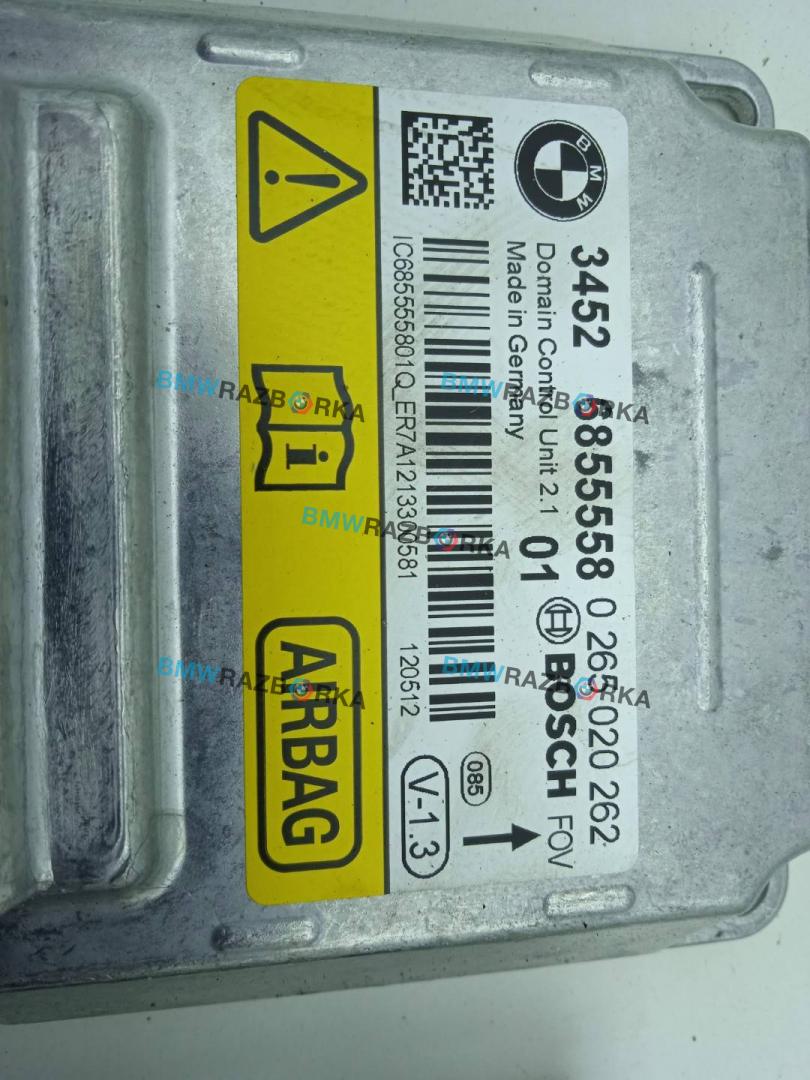 BMW
3452 6855558 0 265 020 262
Domain Control Unit 2.1 01 BOSCH FOV
Made in Germany
120512
085
V-1.3
AIRBAG
BMWRAZBORKA
BMWRAZBORKA
BMWRAZBORKA
BMWRAZBORKA
BMWRAZBORKA